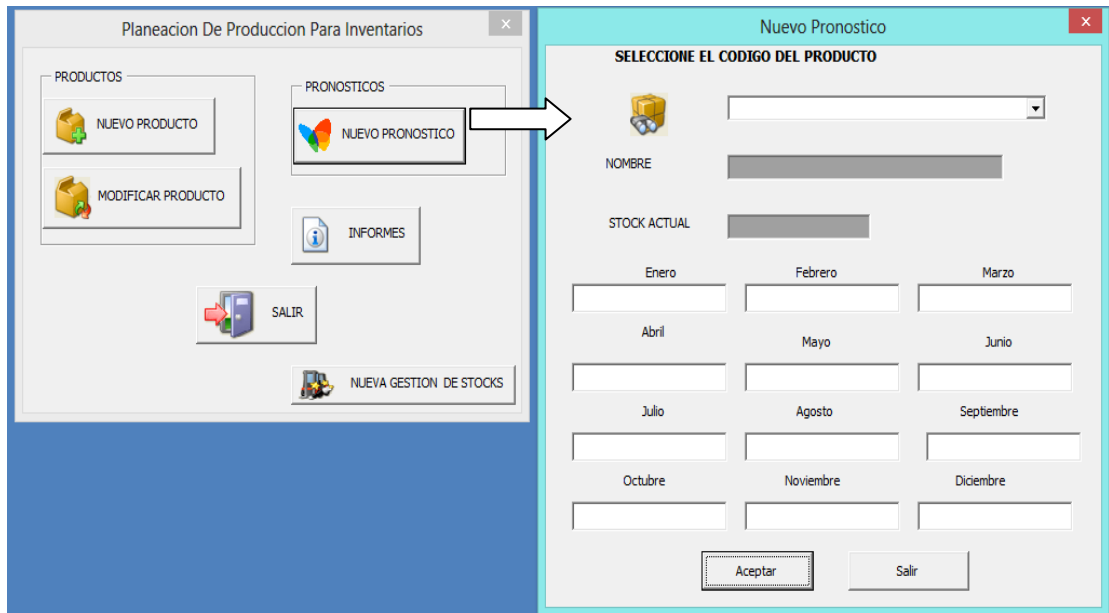 Planeacion De Produccion Para Inventarios
PRODUCTOS
NUEVO PRODUCTO
MODIFICAR PRODUCTO
PRONOSTICOS
NUEVO PRONOSTICO
INFORMES
SALIR
NUEVA GESTION DE STOCKS
Nuevo Pronostico
SELECCIONE EL CODIGO DEL PRODUCTO
NOMBRE
STOCK ACTUAL
Enero Febrero Marzo
Abril Mayo Junio
Julio Agosto Septiembre
Octubre Noviembre Diciembre
Aceptar Salir